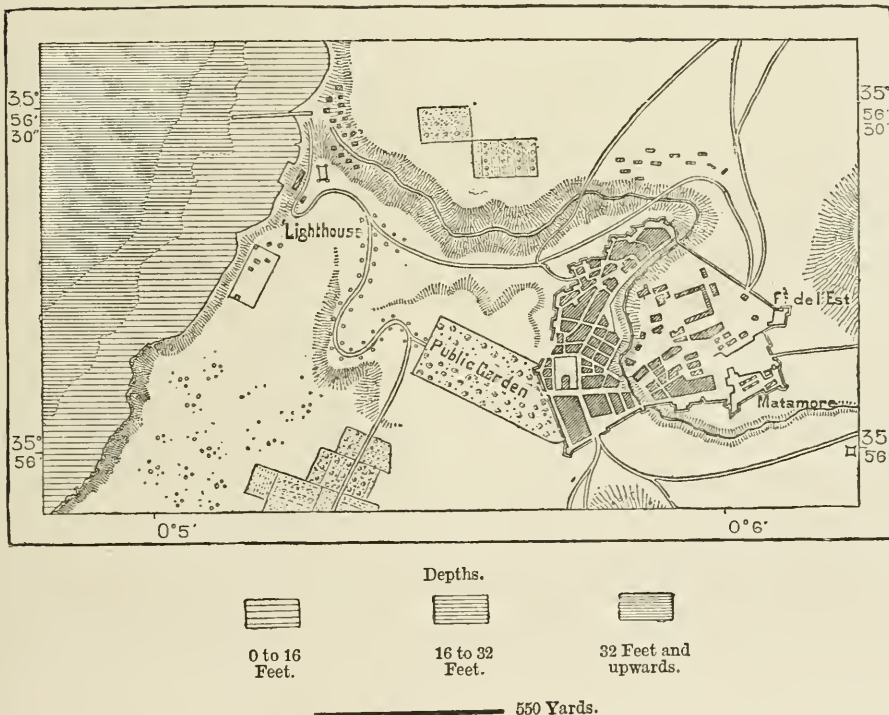 35°
56'
30"
35°
56'
30"
Lighthouse
Ft de l'Est
Public Garden
Matamore
35°
56'
35°
56'
0°5'
0°6'
Depths.
0 to 16
Feet.
16 to 32
Feet.
32 Feet and
upwards.
550 Yards.